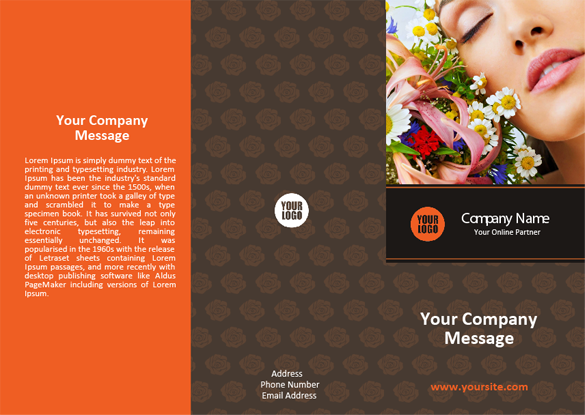 Your Company
Message
Lorem Ipsum is simply dummy text of the
printing and typesetting industry. Lorem
Ipsum has been the industry's standard
dummy text ever since the 1500s, when
an unknown printer took a galley of type
and scrambled it to make a type
specimen book. It has survived not only
five centuries, but also the leap into
electronic typesetting, remaining
essentially unchanged. It was
popularised in the 1960s with the release
of Letraset sheets containing Lorem
Ipsum passages, and more recently with
desktop publishing software like Aldus
PageMaker including versions of Lorem
Ipsum.
YOUR
LOGO
Address
Phone Number
Email Address
YOUR
LOGO
Company Name
Your Online Partner
Your Company
Message
www.yoursite.com